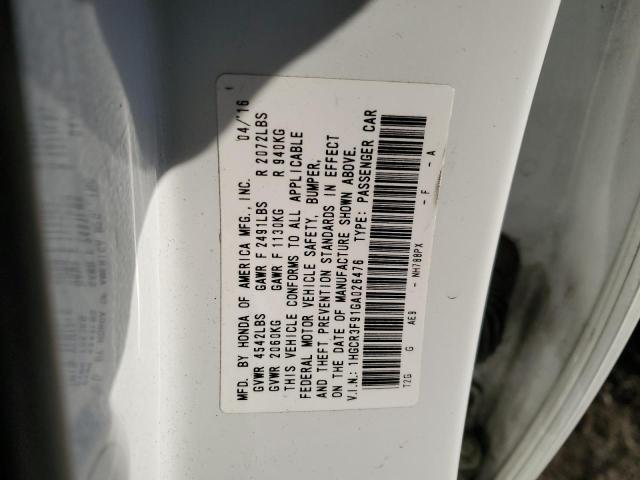 MFD. BY HONDA OF AMERICA MFG., INC. 04/'16
GVWR 4542LBS GAWR F 2491LBS R 2072LBS
GVWR 2060KG GAWR F 1130KG R 940KG
THIS VEHICLE CONFORMS TO ALL APPLICABLE
FEDERAL MOTOR VEHICLE SAFETY, BUMPER,
AND THEFT PREVENTION STANDARDS IN EFFECT
ON THE DATE OF MANUFACTURE SHOWN ABOVE.
V.I.N.: 1HGCR3F91GA026476 TYPE: PASSENGER CAR
T2G G AE9 - NH788PX - F - A